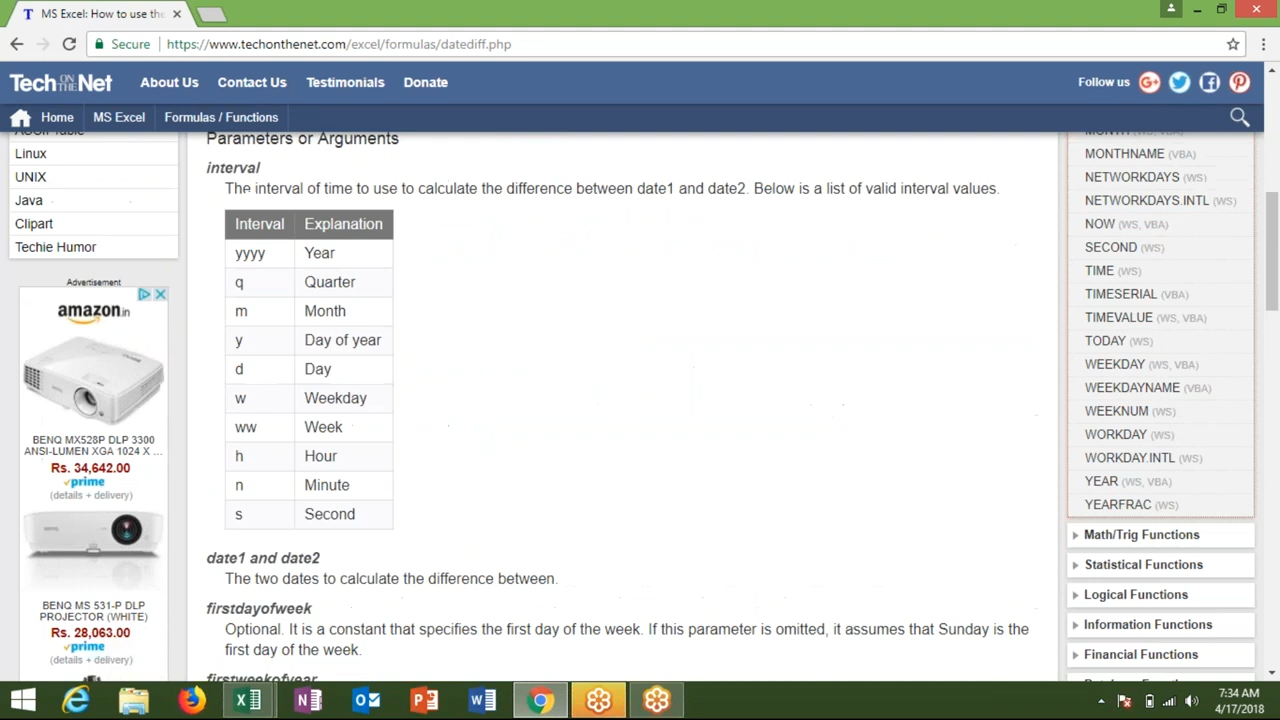 T MS Excel: How to use the
Secure https://www.techonthenet.com/excel/formulas/datediff.php
Tech ON THE Net About Us Contact Us Testimonials Donate Follow us
Home MS Excel Formulas / Functions
ASCII Table
Linux
UNIX
Java
Clipart
Techie Humor
Advertisement
amazon.in
BENQ MX528P DLP 3300
ANSI-LUMEN XGA 1024 X ...
Rs. 34,642.00
prime
(details + delivery)
BENQ MS 531-P DLP
PROJECTOR (WHITE)
Rs. 28,063.00
prime
(details + delivery)
Parameters or Arguments
interval
The interval of time to use to calculate the difference between date1 and date2. Below is a list of valid interval values.
Interval Explanation
yyyy Year
q Quarter
m Month
y Day of year
d Day
w Weekday
ww Week
h Hour
n Minute
s Second
date1 and date2
The two dates to calculate the difference between.
firstdayofweek
Optional. It is a constant that specifies the first day of the week. If this parameter is omitted, it assumes that Sunday is the
first day of the week.
firstweekofyear
MONTH (WS, VBA)
MONTHNAME (VBA)
NETWORKDAYS (WS)
NETWORKDAYS.INTL (WS)
NOW (WS, VBA)
SECOND (WS)
TIME (WS)
TIMESERIAL (VBA)
TIMEVALUE (WS, VBA)
TODAY (WS)
WEEKDAY (WS, VBA)
WEEKDAYNAME (VBA)
WEEKNUM (WS)
WORKDAY (WS)
WORKDAY.INTL (WS)
YEAR (WS, VBA)
YEARFRAC (WS)
Math/Trig Functions
Statistical Functions
Logical Functions
Information Functions
Financial Functions
7:34 AM
4/17/2018